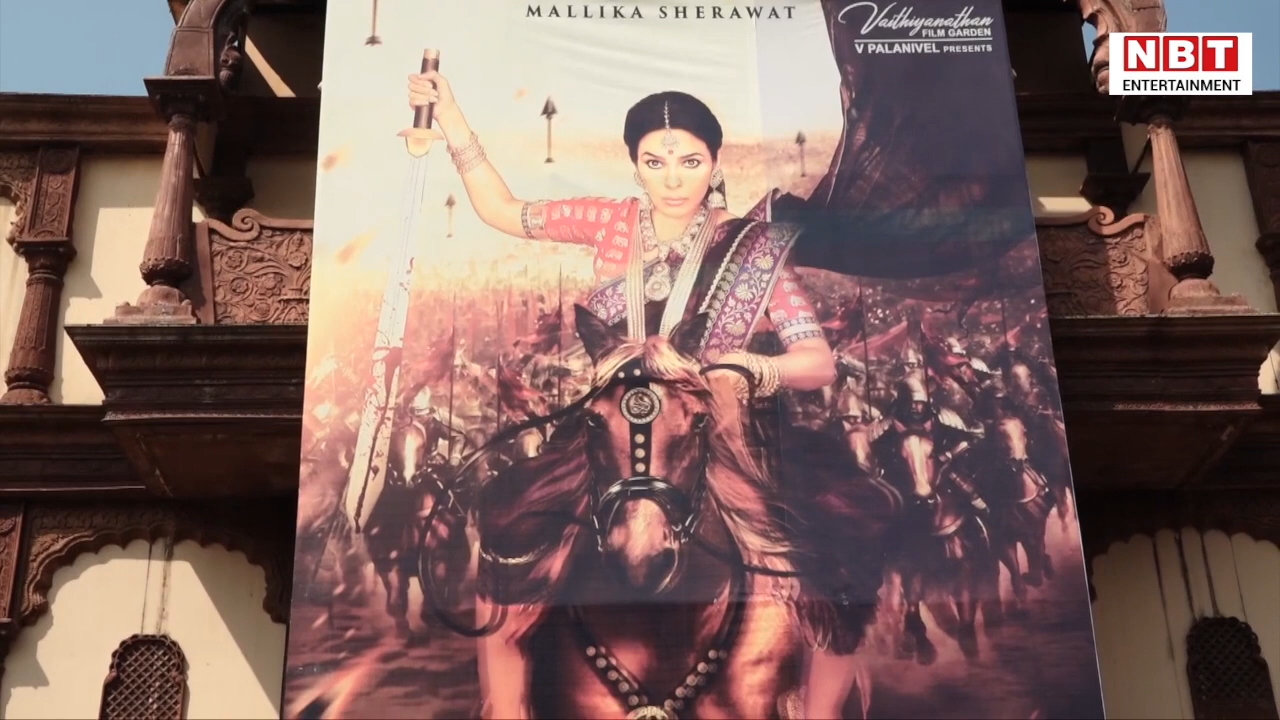 MALLIKA SHERAWAT
Vaithiyanathan
FILM GARDEN
V PALANIVEL PRESENTS
NBT
ENTERTAINMENT